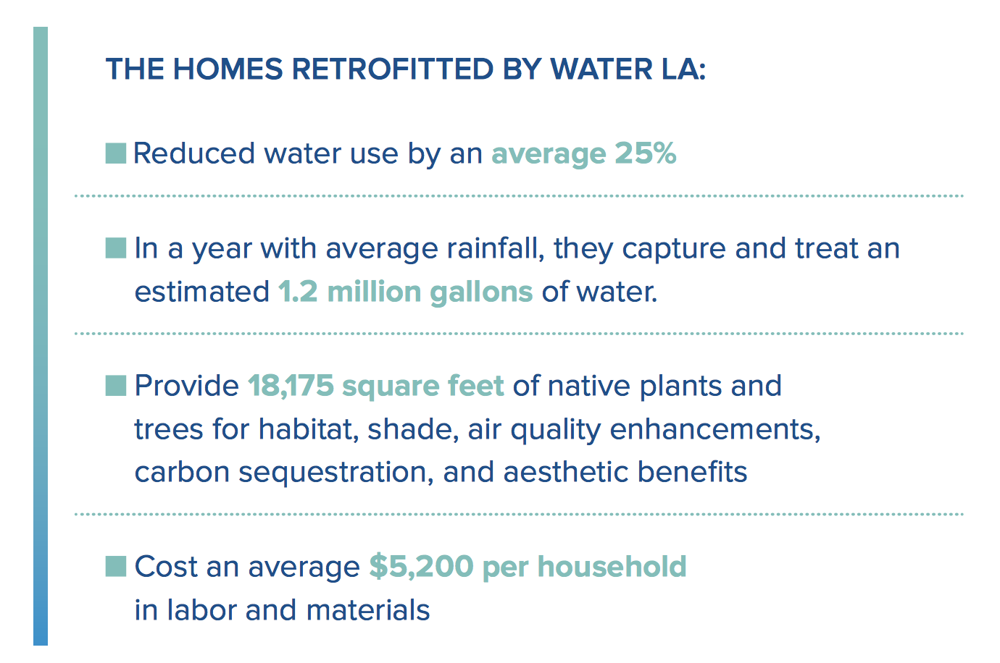 THE HOMES RETROFITTED BY WATER LA:
Reduced water use by an average 25%
In a year with average rainfall, they capture and treat an
estimated 1.2 million gallons of water.
Provide 18,175 square feet of native plants and
trees for habitat, shade, air quality enhancements,
carbon sequestration, and aesthetic benefits
Cost an average $5,200 per household
in labor and materials